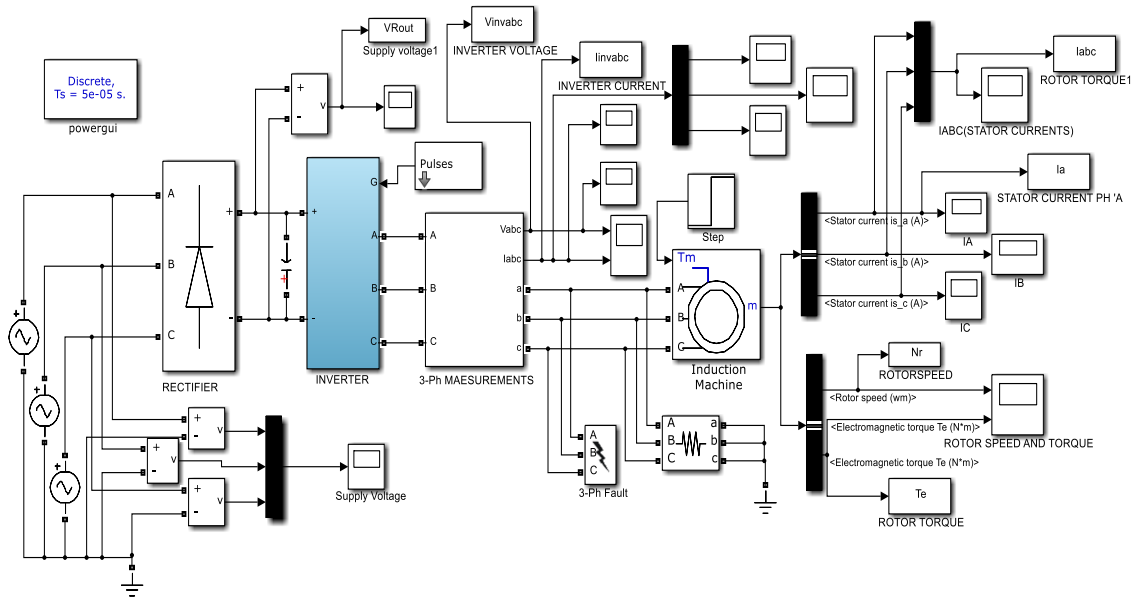 VRout
Supply voltage1
Vinvabc
INVERTER VOLTAGE
Iinvabc
INVERTER CURRENT
Iabc
ROTOR TORQUE1
IABC(STATOR CURRENTS)
Discrete,
Ts = 5e-05 s.
powergui
+
-
v
Pulses
Ia
STATOR CURRENT PH 'A
A
B
C
+
-
RECTIFIER
+
-
G
A
B
C
INVERTER
A
B
C
Vabc
Iabc
a
b
c
3-Ph MAESUREMENTS
Step
Tm
A
B
C
m
Induction
Machine
<Stator current is_a (A)>
IA
<Stator current is_b (A)>
IB
<Stator current is_c (A)>
IC
Nr
ROTORSPEED
<Rotor speed (wm)>
<Electromagnetic torque Te (N*m)>
ROTOR SPEED AND TORQUE
<Electromagnetic torque Te (N*m)>
Te
ROTOR TORQUE
+
+
+
+
-
v
+
-
v
+
-
v
Supply Voltage
A
B
C
3-Ph Fault
A
B
C
a
b
c
+